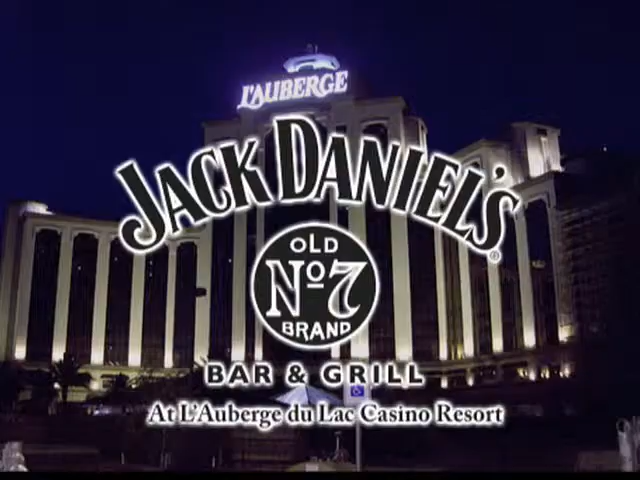 L'AUBERGE
JACK DANIEL'S
®
OLD
Nº7
BRAND
BAR & GRILL
At L'Auberge du Lac Casino Resort